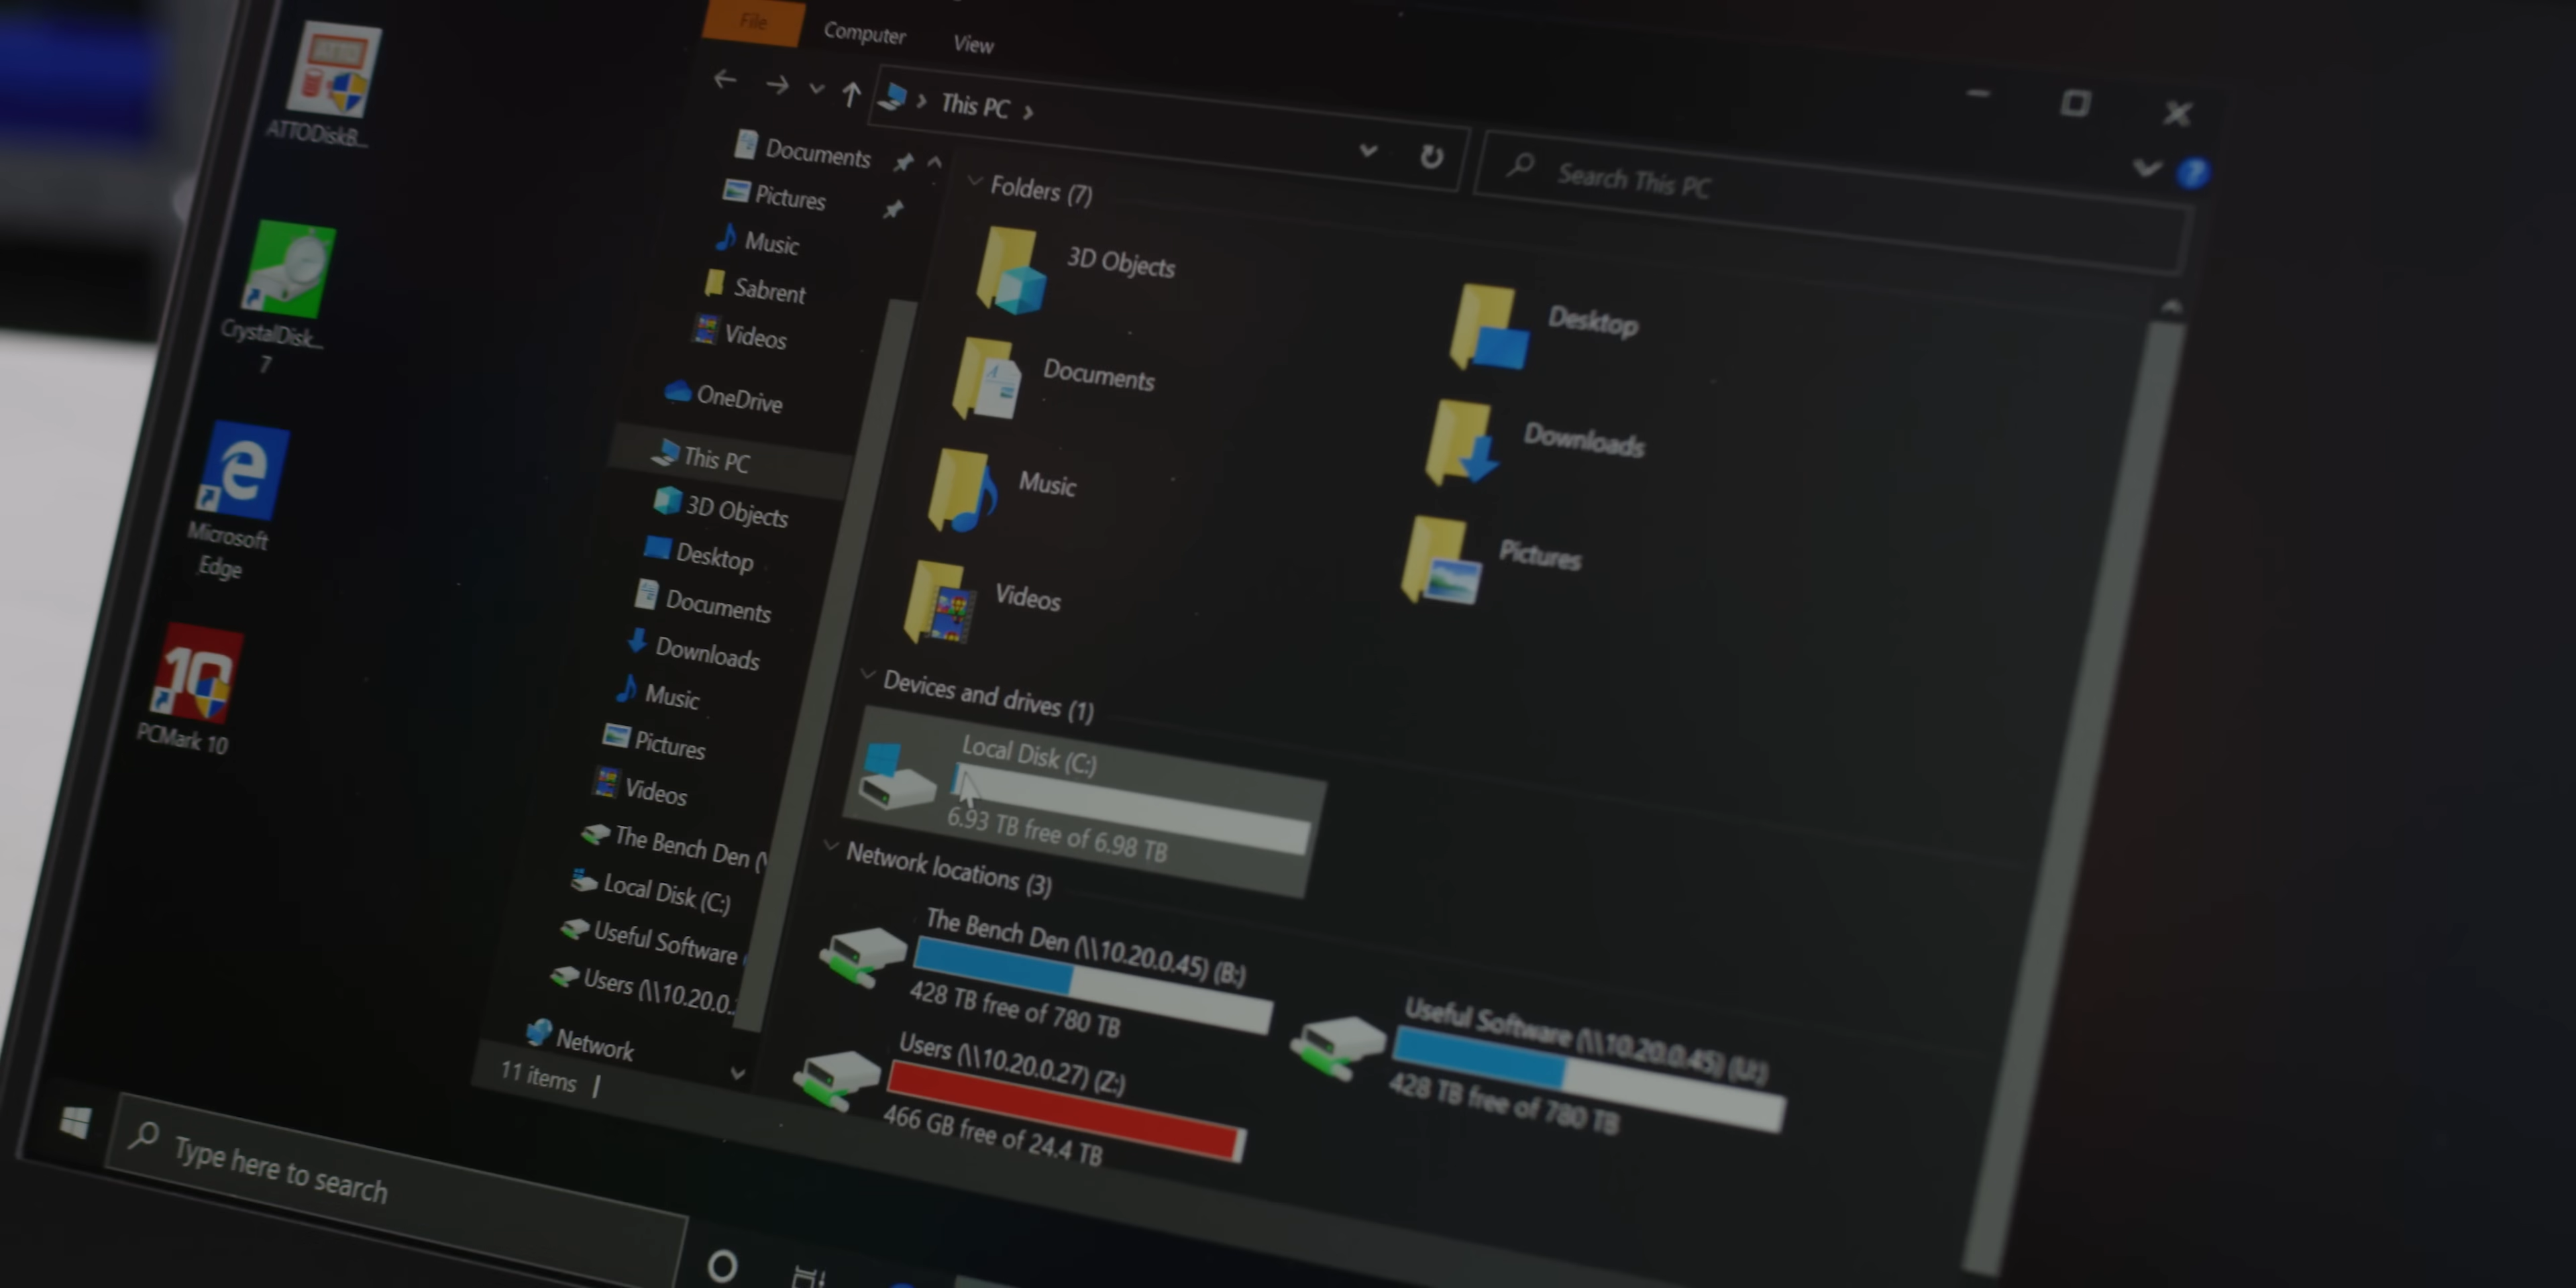 File
Computer
View
This PC
Search This PC
ATTODiskB...
CrystalDisk...
7
Microsoft
Edge
PCMark 10
Documents
Pictures
Music
Sabrent
Videos
OneDrive
This PC
3D Objects
Desktop
Documents
Downloads
Music
Pictures
Videos
The Bench Den (\
Local Disk (C:)
Useful Software
Users (\\10.20.0.
Network
11 items
Folders (7)
3D Objects
Desktop
Documents
Downloads
Music
Pictures
Videos
Devices and drives (1)
Local Disk (C:)
6.93 TB free of 6.98 TB
Network locations (3)
The Bench Den (\\10.20.0.45) (B:)
428 TB free of 780 TB
Useful Software (\\10.20.0.45) (U:)
428 TB free of 780 TB
Users (\\10.20.0.27) (Z:)
466 GB free of 24.4 TB
Type here to search